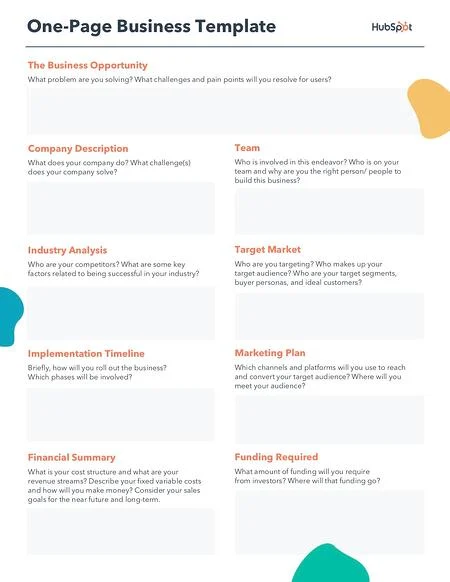 One-Page Business Template
HubSpot
The Business Opportunity
What problem are you solving? What challenges and pain points will you resolve for users?
Company Description
What does your company do? What challenge(s)
does your company solve?
Team
Who is involved in this endeavor? Who is on your
team and why are you the right person/ people to
build this business?
Industry Analysis
Who are your competitors? What are some key
factors related to being successful in your industry?
Target Market
Who are you targeting? Who makes up your
target audience? Who are your target segments,
buyer personas, and ideal customers?
Implementation Timeline
Briefly, how will you roll out the business?
Which phases will be involved?
Marketing Plan
Which channels and platforms will you use to reach
and convert your target audience? Where will you
meet your audience?
Financial Summary
What is your cost structure and what are your
revenue streams? Describe your fixed variable costs
and how will you make money? Consider your sales
goals for the near future and long-term.
Funding Required
What amount of funding will you require
from investors? Where will that funding go?